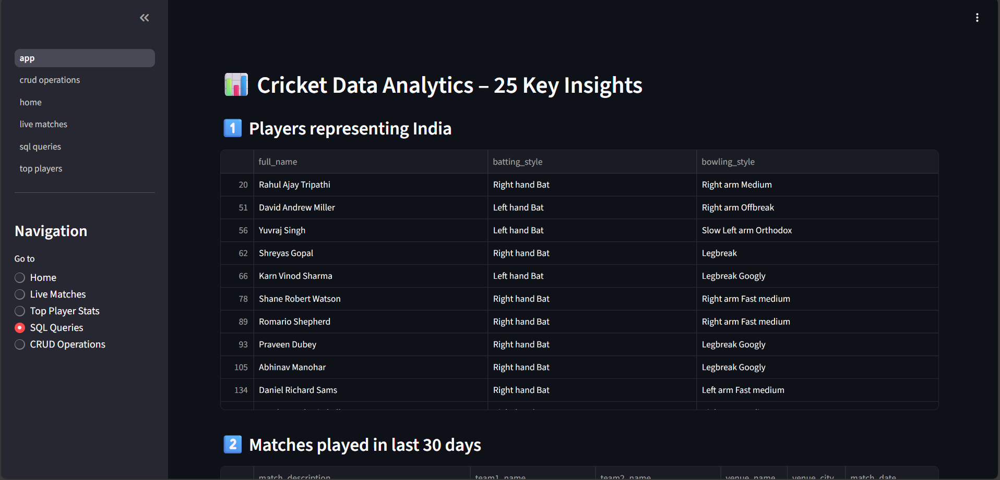 app
crud operations
home
live matches
sql queries
top players
Navigation
Go to
Home
Live Matches
Top Player Stats
SQL Queries
CRUD Operations
📊 Cricket Data Analytics – 25 Key Insights
1️⃣ Players representing India
full_name batting_style bowling_style
20 Rahul Ajay Tripathi Right hand Bat Right arm Medium
51 David Andrew Miller Left hand Bat Right arm Offbreak
56 Yuvraj Singh Left hand Bat Slow Left arm Orthodox
62 Shreyas Gopal Right hand Bat Legbreak
66 Karn Vinod Sharma Left hand Bat Legbreak Googly
78 Shane Robert Watson Right hand Bat Right arm Fast medium
89 Romario Shepherd Right hand Bat Right arm Fast medium
93 Praveen Dubey Right hand Bat Legbreak Googly
105 Abhinav Manohar Right hand Bat Legbreak Googly
134 Daniel Richard Sams Right hand Bat Left arm Fast medium
2️⃣ Matches played in last 30 days
match_description team1_name team2_name venue_name venue_city match_date